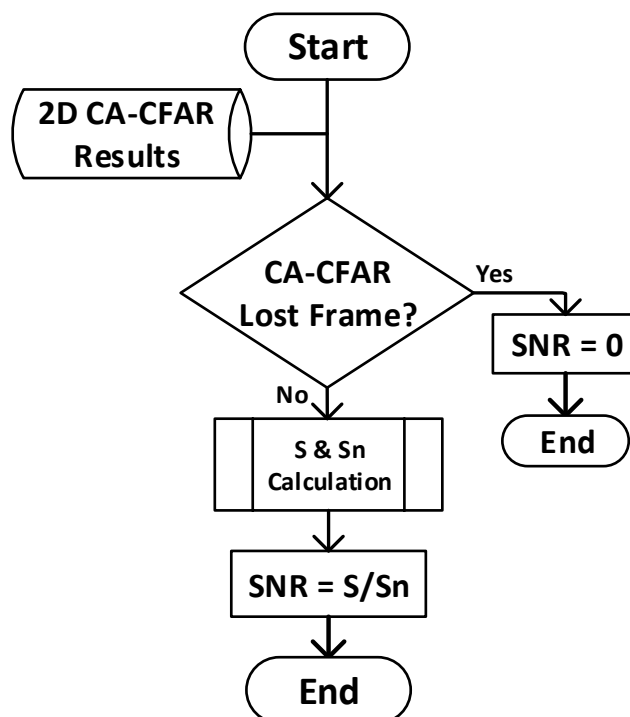 Start
2D CA-CFAR
Results
CA-CFAR
Lost Frame?
Yes
SNR = 0
End
No
S & Sn
Calculation
SNR = S/Sn
End